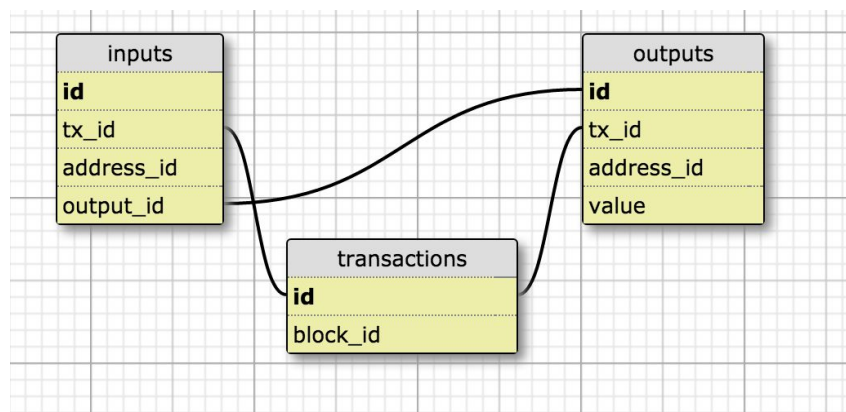 inputs
id
tx_id
address_id
output_id
outputs
id
tx_id
address_id
value
transactions
id
block_id